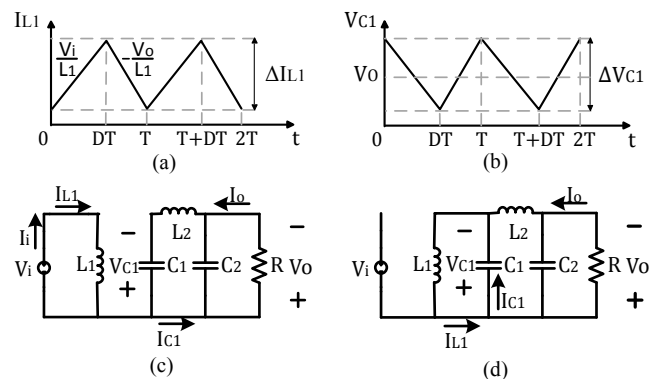 IL1
Vi
L1
-Vo
L1
ΔIL1
0
DT
T
T+DT
2T
t
(a)
VC1
Vo
ΔVC1
0
DT
T
T+DT
2T
t
(b)
IL1
Ii
Vi
L1
−
VC1
+
L2
Io
C1
C2
R
−
Vo
+
IC1
(c)
Vi
L1
−
VC1
+
L2
Io
C1
C2
R
−
Vo
+
IC1
IL1
(d)